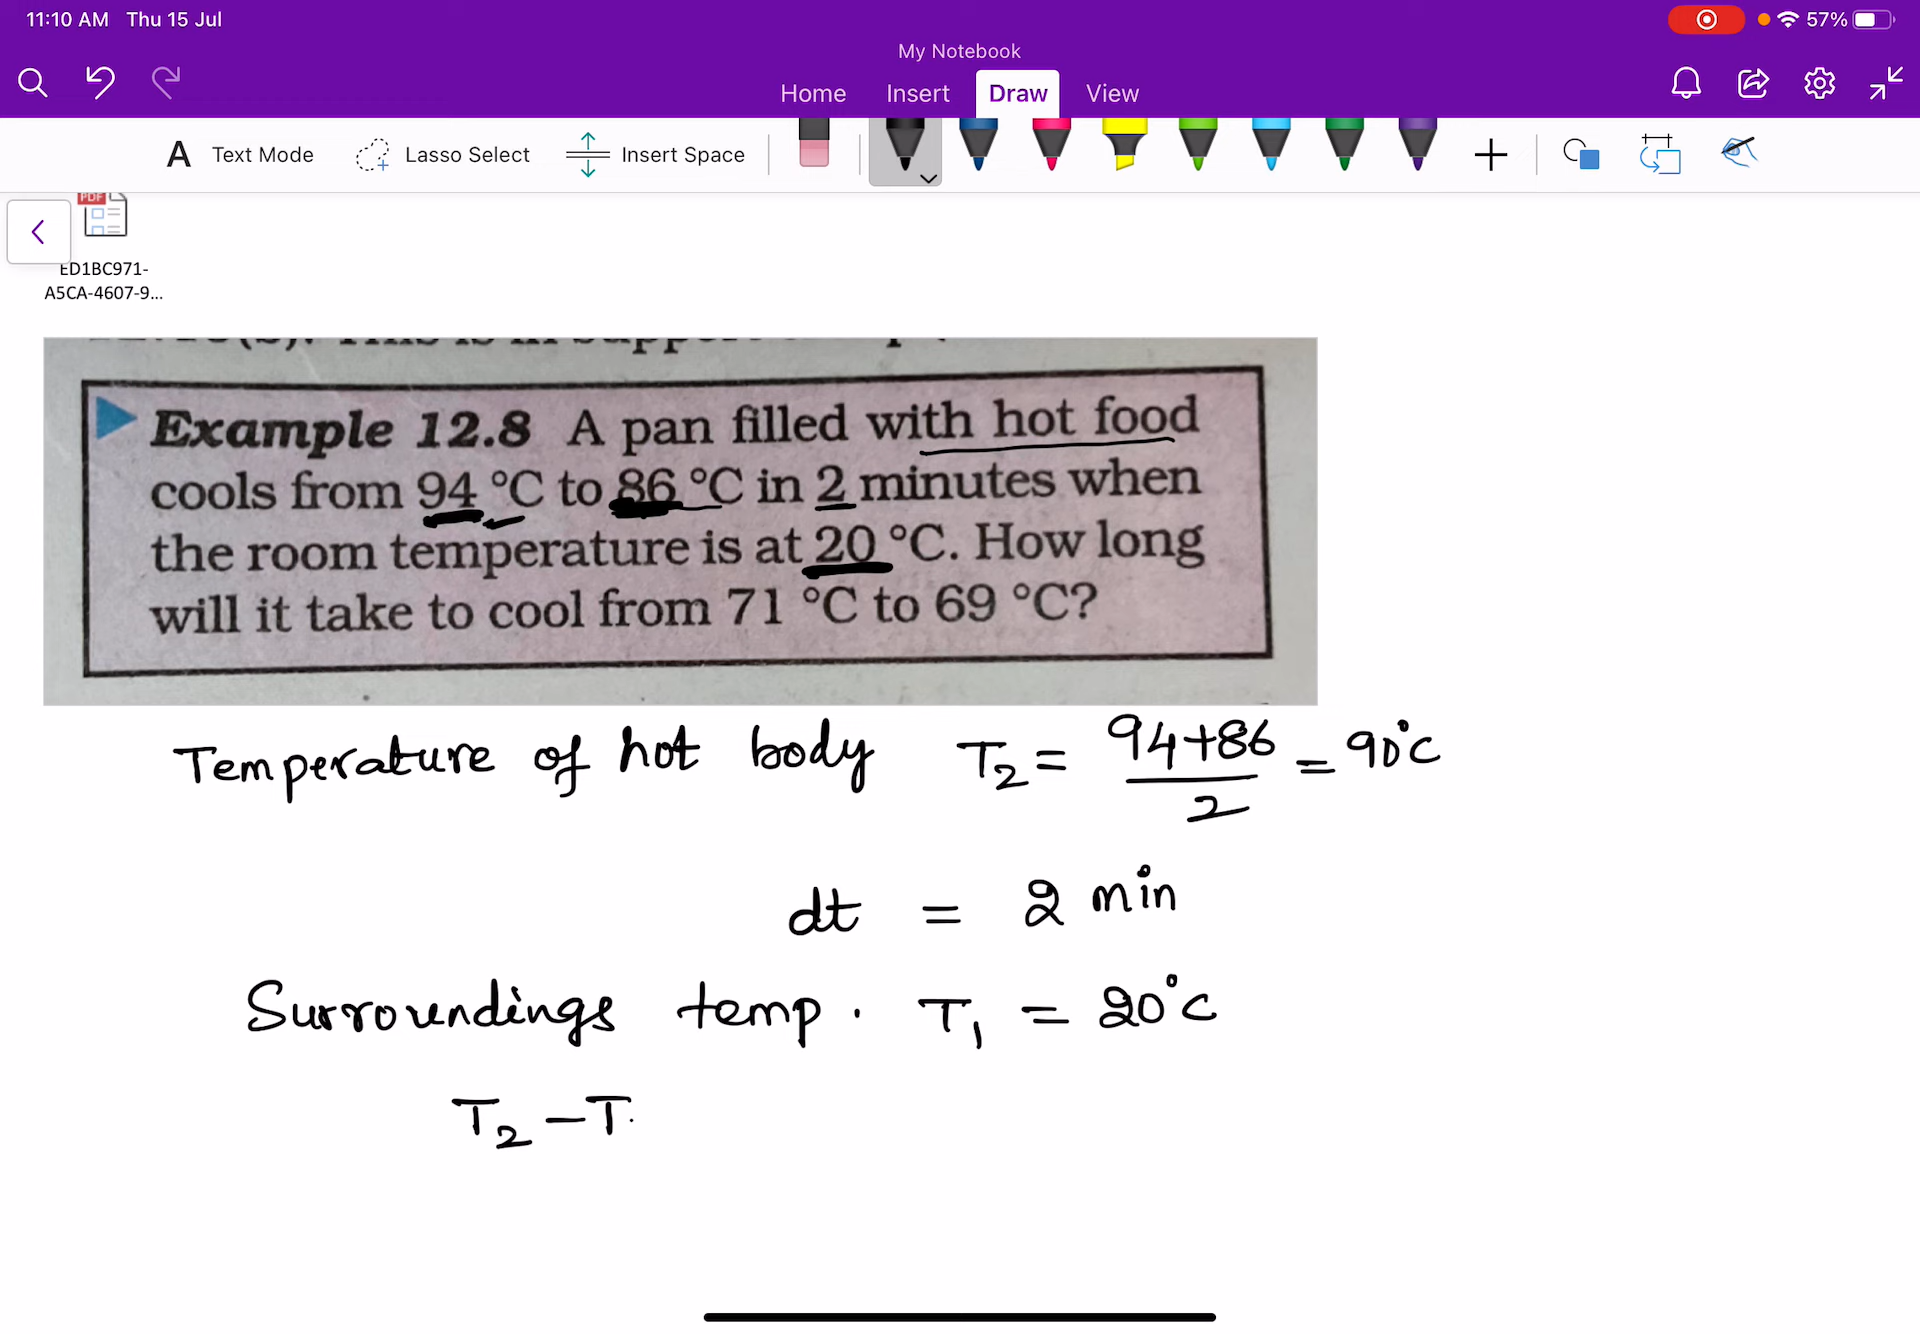 11:10 AM Thu 15 Jul
57%
My Notebook
Home Insert Draw View
A Text Mode Lasso Select Insert Space
PDF
ED1BC971-
A5CA-4607-9...
Example 12.8 A pan filled with hot food
cools from 94 °C to 86 °C in 2 minutes when
the room temperature is at 20 °C. How long
will it take to cool from 71 °C to 69 °C?
Temperature of hot body T₂ = 94+86 / 2 = 90°C
dt = 2 min
Surroundings temp. T₁ = 20°C
T₂ – T